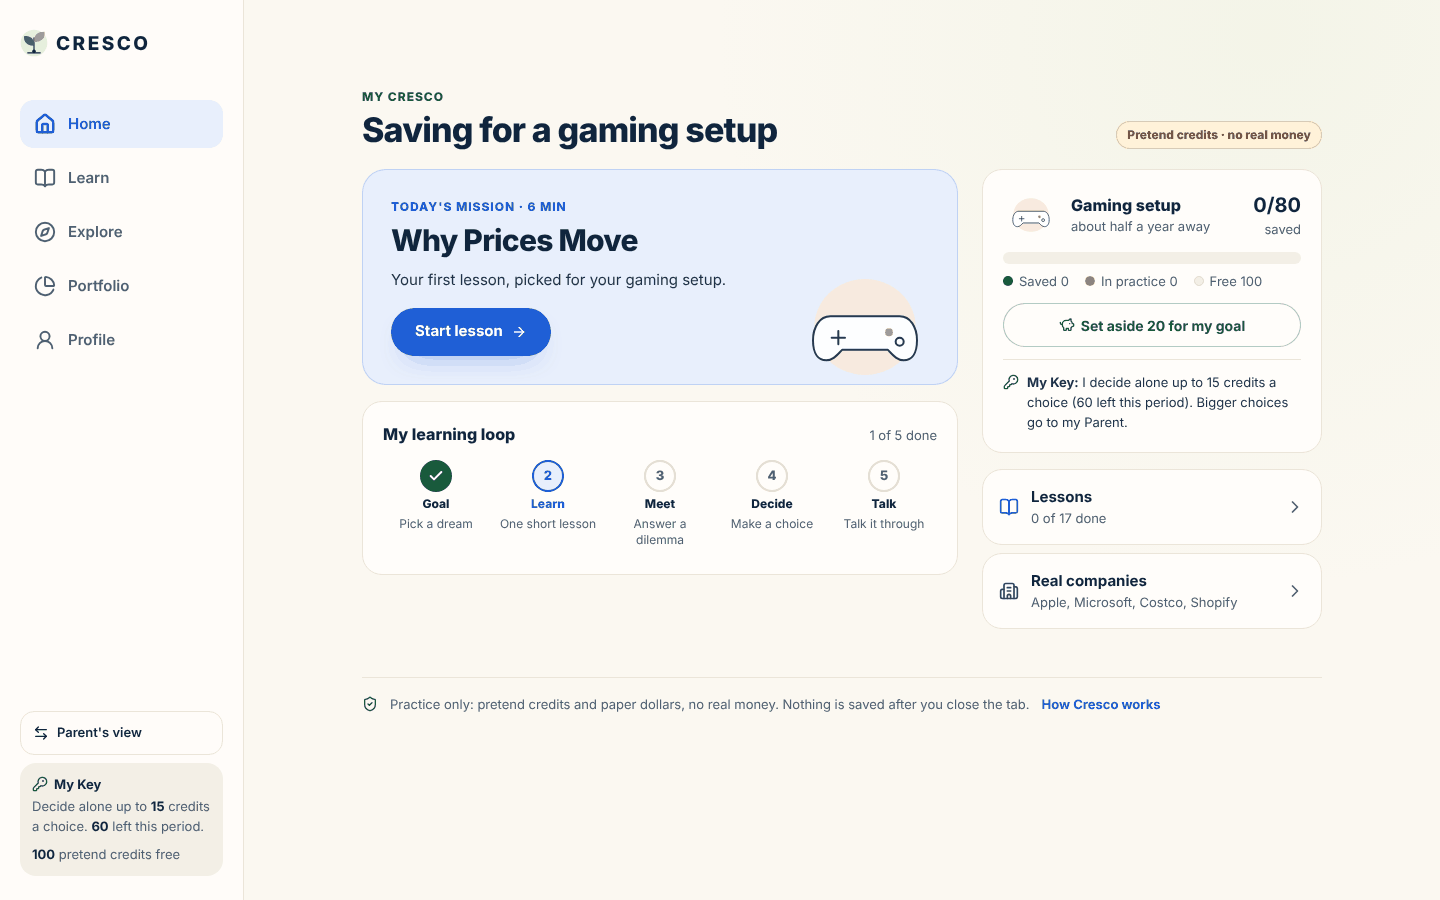 CRESCO
Home
Learn
Explore
Portfolio
Profile
Parent's view
My Key
Decide alone up to 15 credits
a choice. 60 left this period.
100 pretend credits free
MY CRESCO
Saving for a gaming setup
Pretend credits · no real money
TODAY'S MISSION · 6 MIN
Why Prices Move
Your first lesson, picked for your gaming setup.
Start lesson
My learning loop
1 of 5 done
2
3
4
5
Goal
Learn
Meet
Decide
Talk
Pick a dream
One short lesson
Answer a
dilemma
Make a choice
Talk it through
Gaming setup
about half a year away
0/80
saved
Saved 0
In practice 0
Free 100
Set aside 20 for my goal
My Key: I decide alone up to 15 credits a
choice (60 left this period). Bigger choices
go to my Parent.
Lessons
0 of 17 done
Real companies
Apple, Microsoft, Costco, Shopify
Practice only: pretend credits and paper dollars, no real money. Nothing is saved after you close the tab. How Cresco works